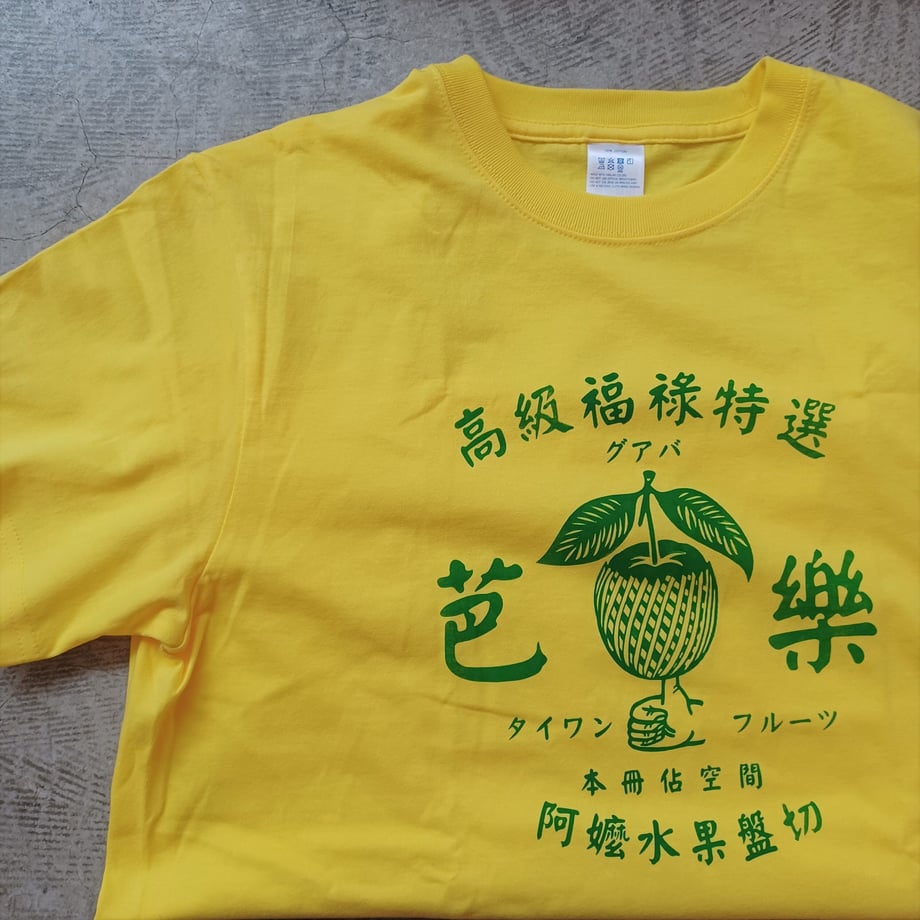 高級福祿特選
グアバ
芭樂
タイワン フルーツ
本冊佔空間
阿嬤水果盤切